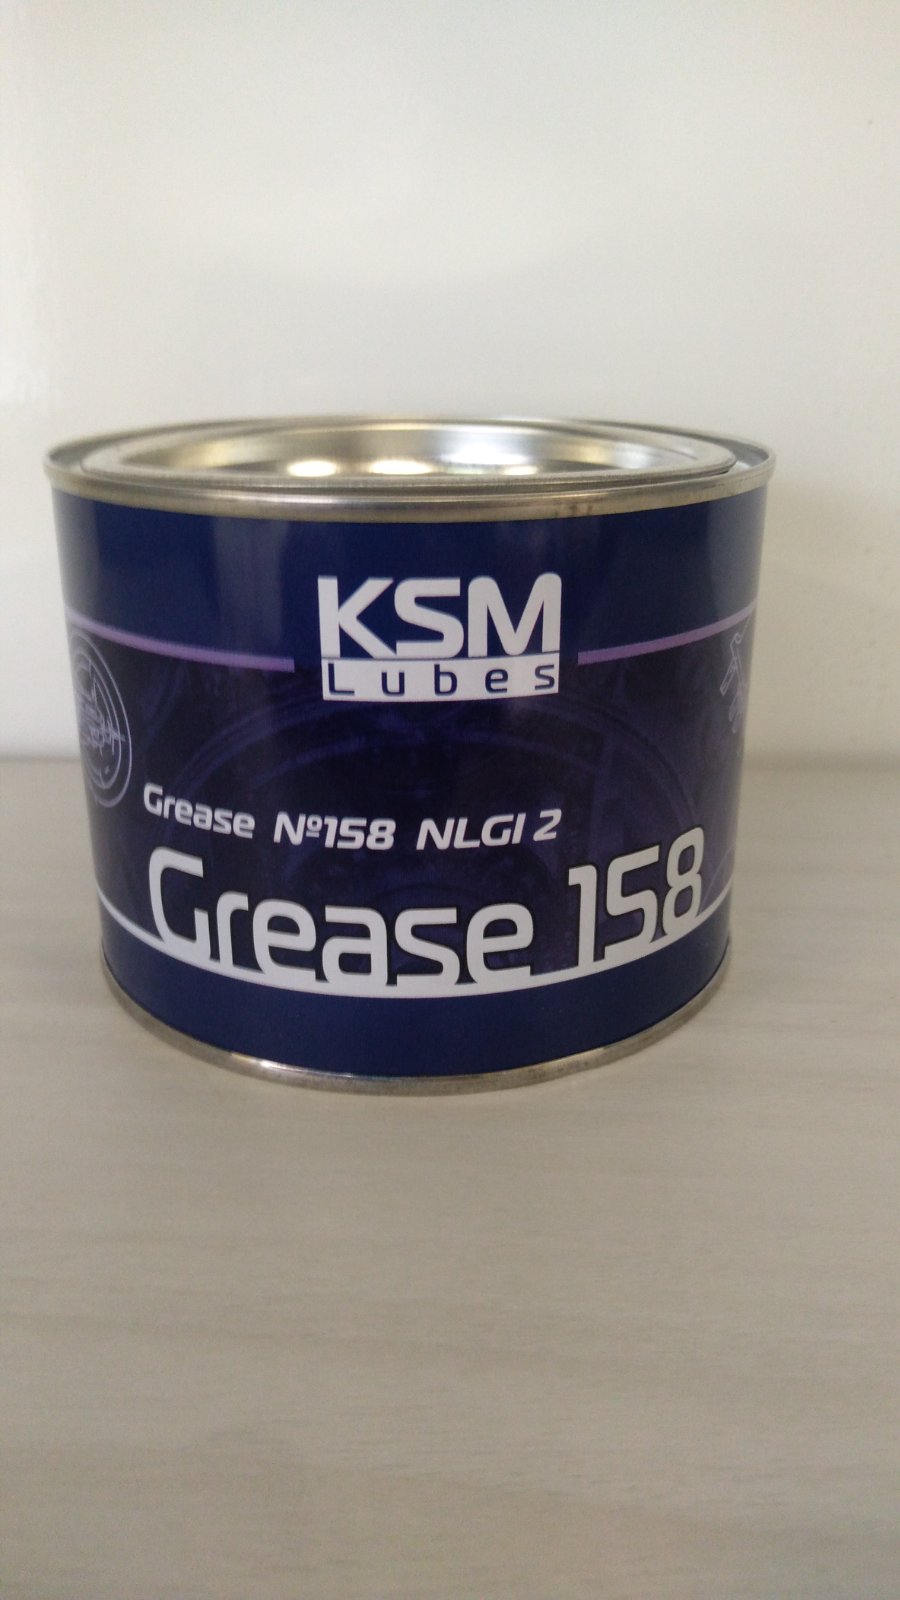 KSM
Lubes
Grease №158 NLGI 2
Grease 158